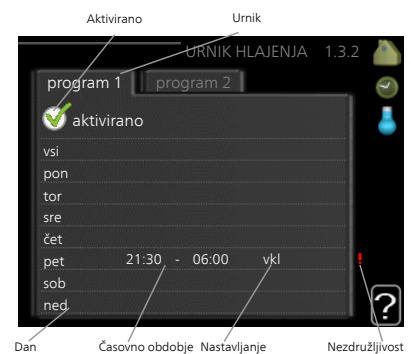 Aktivirano Urnik
URNIK HLAJENJA 1.3.2
program 1 program 2
aktivirano
vsi
pon
tor
sre
čet
pet 21:30 - 06:00 vkl !
sob
ned ?
Dan Časovno obdobje Nastavljanje Nezdružljivost